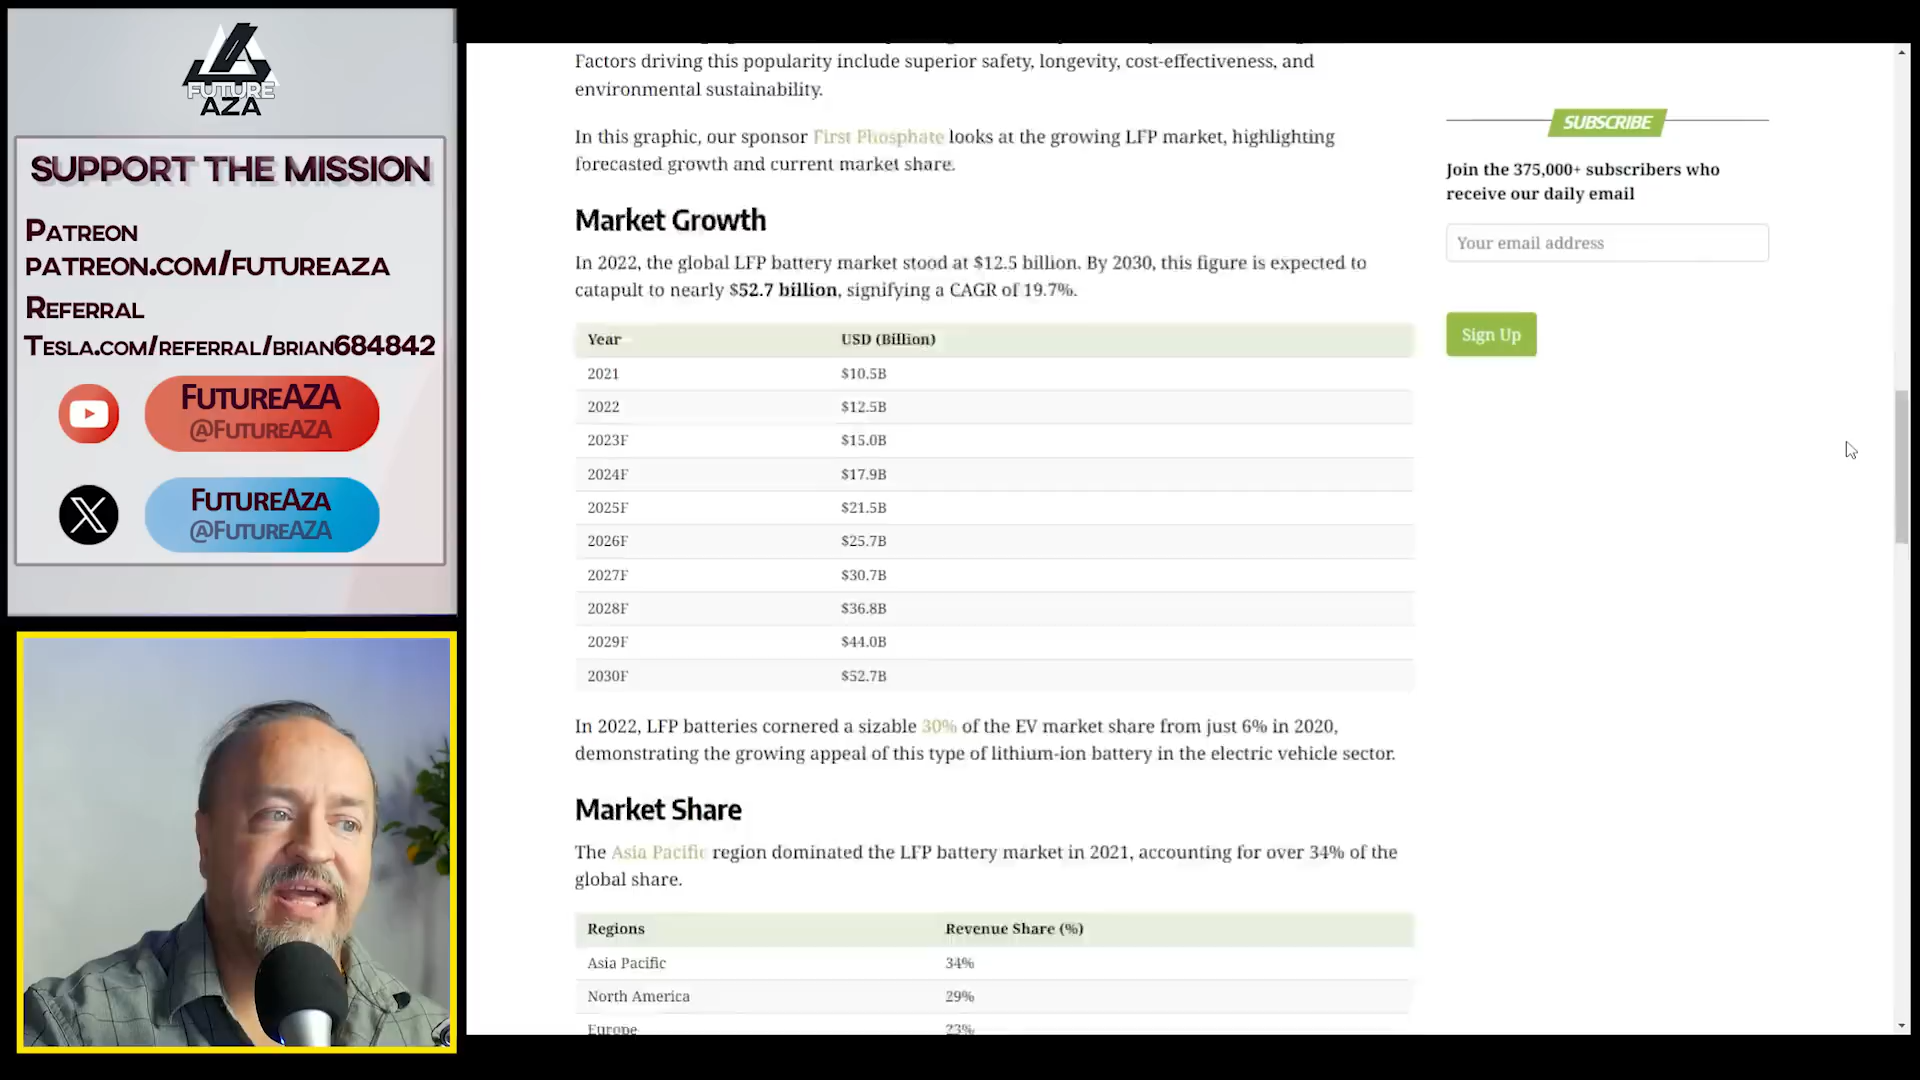 FUTURE
AZA
SUPPORT THE MISSION
PATREON
PATREON.COM/FUTUREAZA
REFERRAL
TESLA.COM/REFERRAL/BRIAN684842
FUTUREAZA
@FUTUREAZA
FUTUREAZA
@FUTUREAZA
Factors driving this popularity include superior safety, longevity, cost-effectiveness, and
environmental sustainability.
In this graphic, our sponsor First Phosphate looks at the growing LFP market, highlighting
forecasted growth and current market share.
Market Growth
In 2022, the global LFP battery market stood at $12.5 billion. By 2030, this figure is expected to
catapult to nearly $52.7 billion, signifying a CAGR of 19.7%.
Year USD (Billion)
2021 $10.5B
2022 $12.5B
2023F $15.0B
2024F $17.9B
2025F $21.5B
2026F $25.7B
2027F $30.7B
2028F $36.8B
2029F $44.0B
2030F $52.7B
In 2022, LFP batteries cornered a sizable 30% of the EV market share from just 6% in 2020,
demonstrating the growing appeal of this type of lithium-ion battery in the electric vehicle sector.
Market Share
The Asia Pacific region dominated the LFP battery market in 2021, accounting for over 34% of the
global share.
Regions Revenue Share (%)
Asia Pacific 34%
North America 29%
Europe 23%
SUBSCRIBE
Join the 375,000+ subscribers who
receive our daily email
Your email address
Sign Up